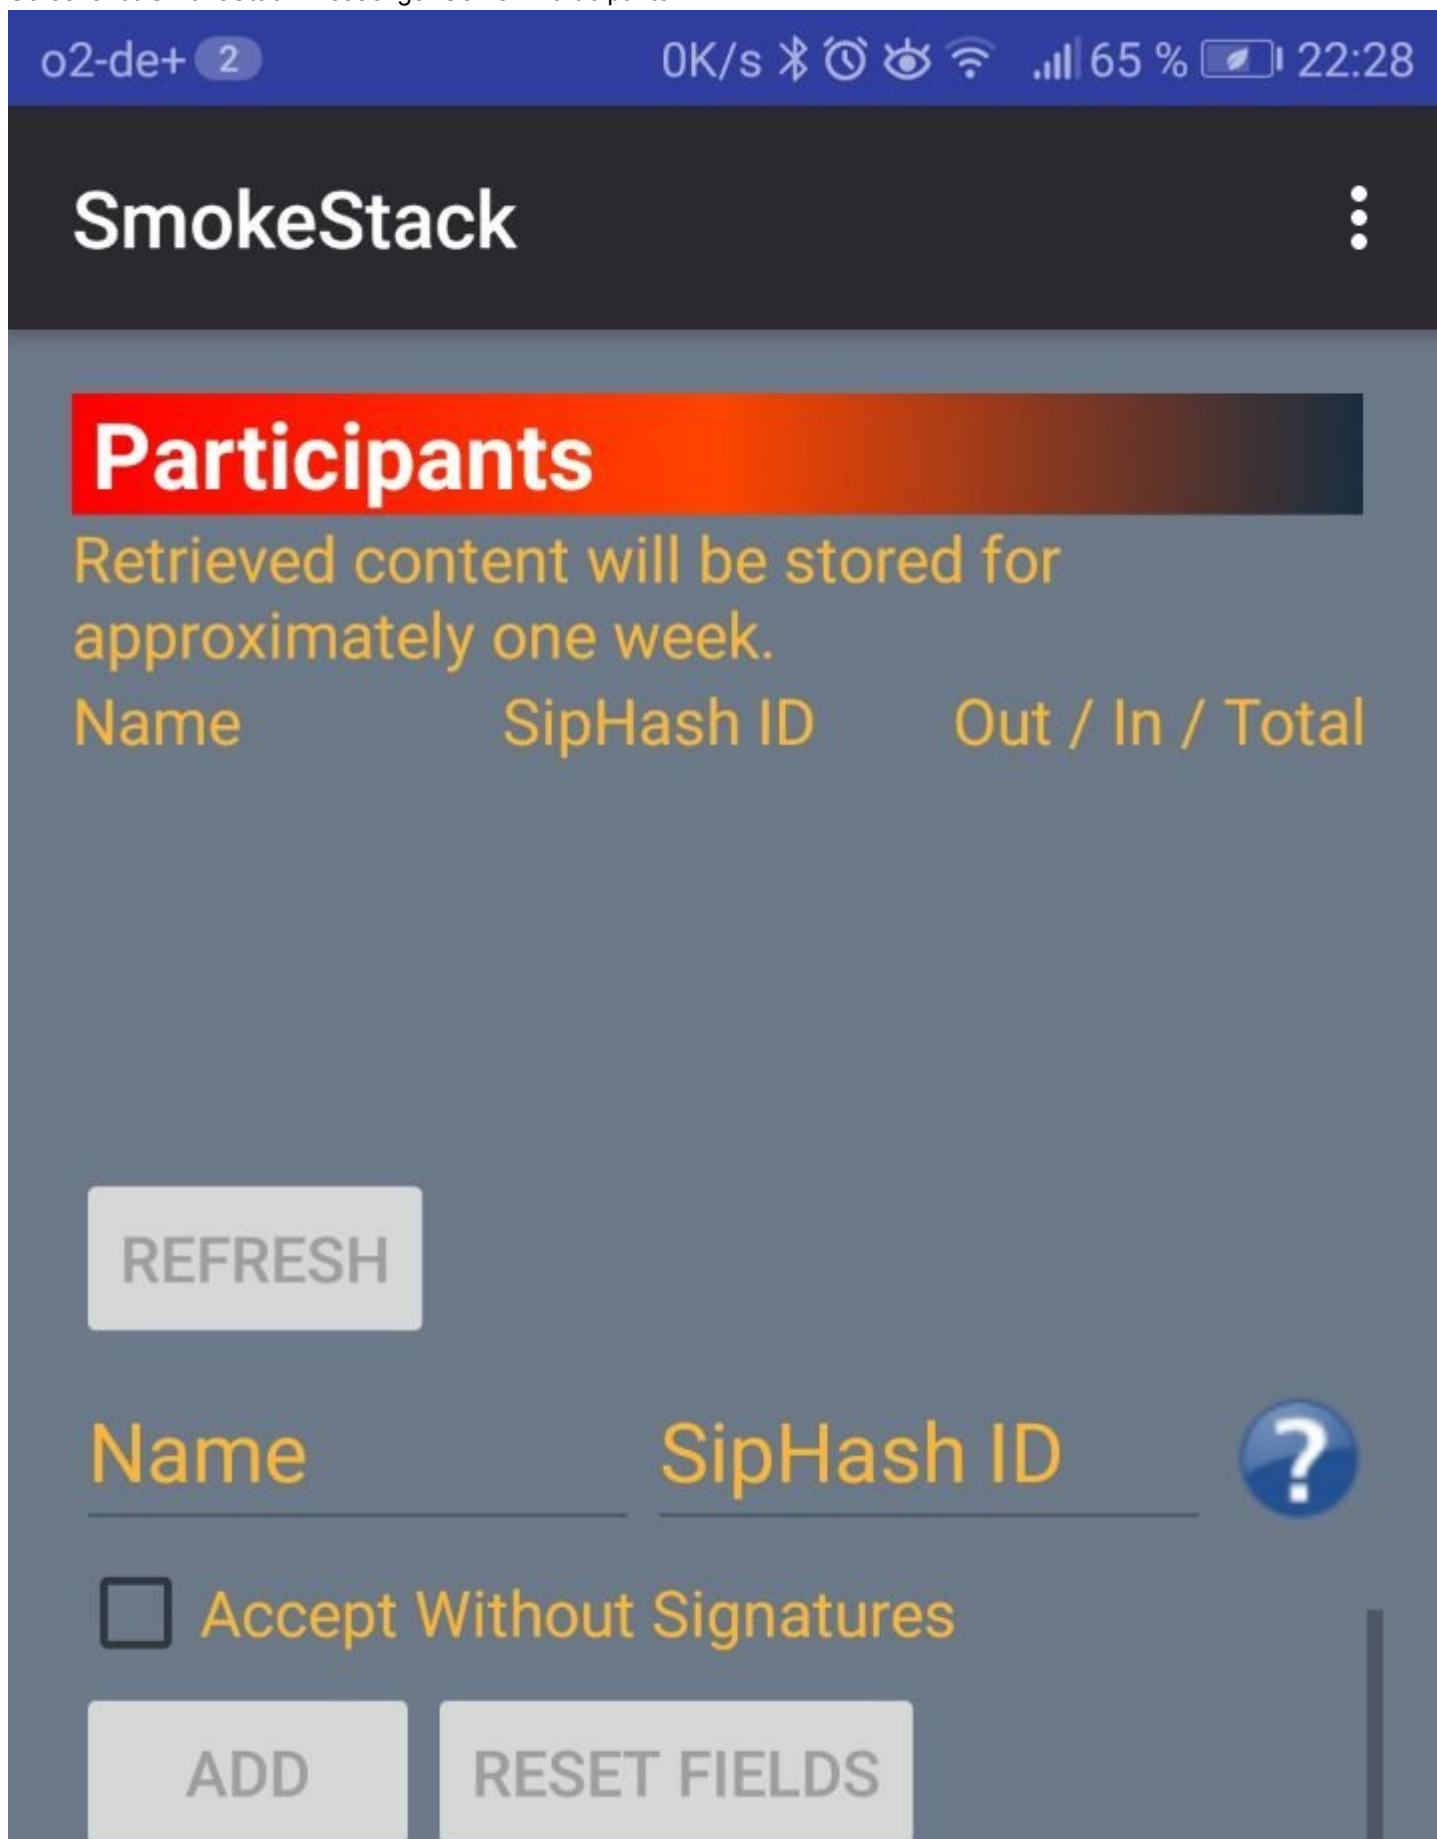 o2-de+ 2 0K/s 65 % 22:28
SmokeStack
Participants
Retrieved content will be stored for
approximately one week.
Name SipHash ID Out / In / Total
REFRESH
Name SipHash ID ?
Accept Without Signatures
ADD RESET FIELDS